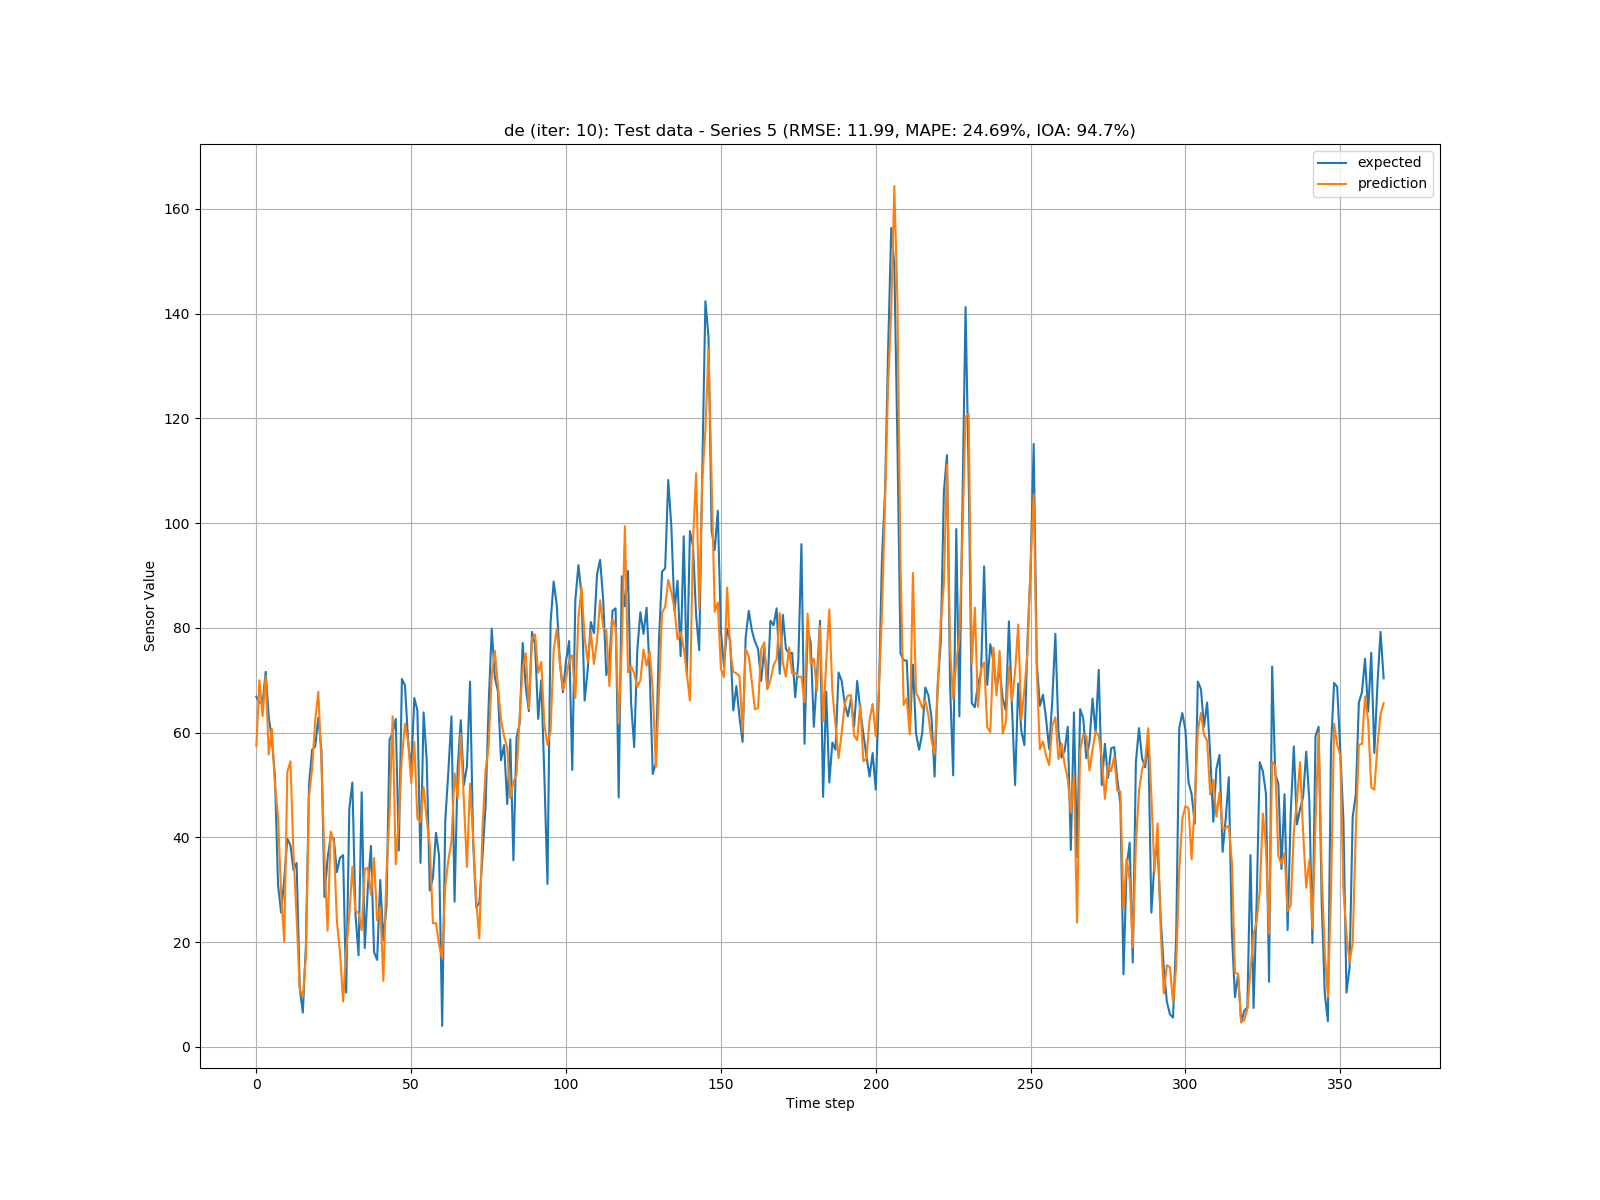 de (iter: 10): Test data - Series 5 (RMSE: 11.99, MAPE: 24.69%, IOA: 94.7%)
expected
prediction
Sensor Value
160
140
120
100
80
60
40
20
0
0 50 100 150 200 250 300 350
Time step